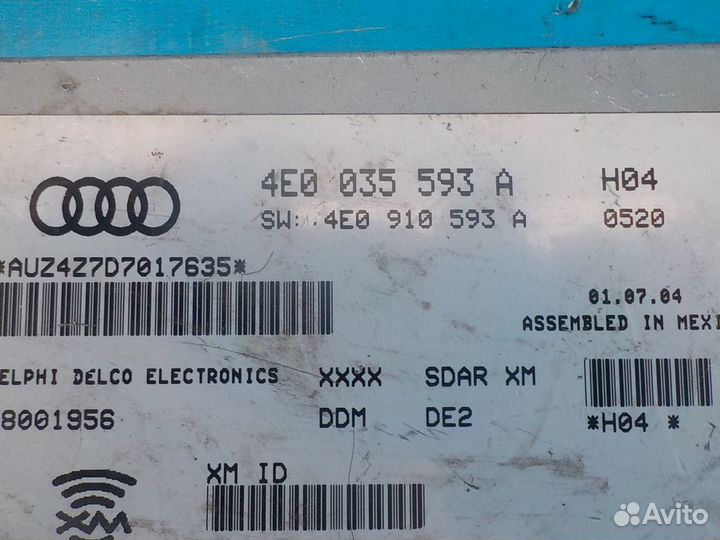 4E0 035 593 A H04
SW: 4E0 910 593 A 0520
*AUZ4Z7D7017635*
01.07.04
ASSEMBLED IN MEXI
ELPHI DELCO ELECTRONICS XXXX SDAR XM
8001956 DDM DE2 *H04 *
XM ID
XM
Avito